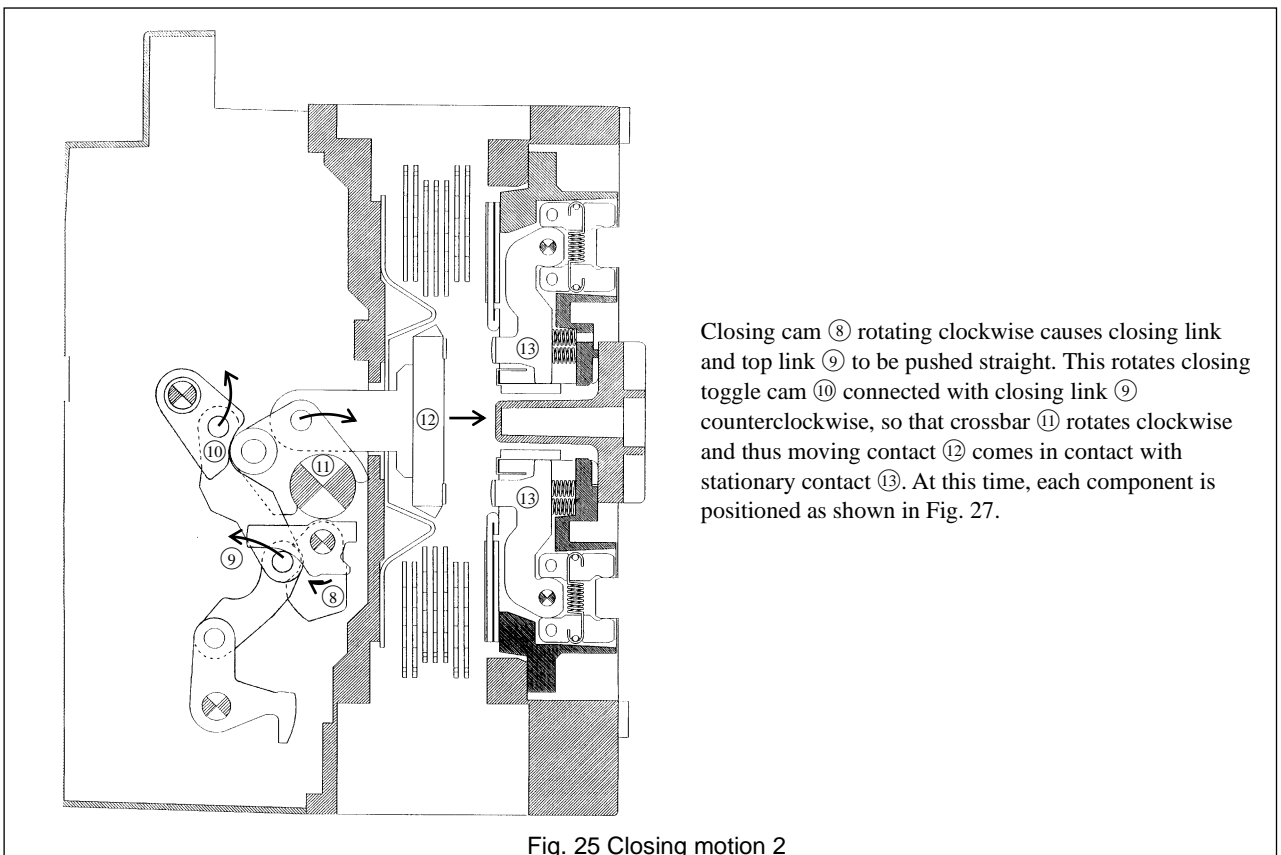 ⑬
⑫
⑩
⑪
⑬
⑨
⑧
Closing cam ⑧ rotating clockwise causes closing link
and top link ⑨ to be pushed straight. This rotates closing
toggle cam ⑩ connected with closing link ⑨
counterclockwise, so that crossbar ⑪ rotates clockwise
and thus moving contact ⑫ comes in contact with
stationary contact ⑬. At this time, each component is
positioned as shown in Fig. 27.
Fig. 25 Closing motion 2